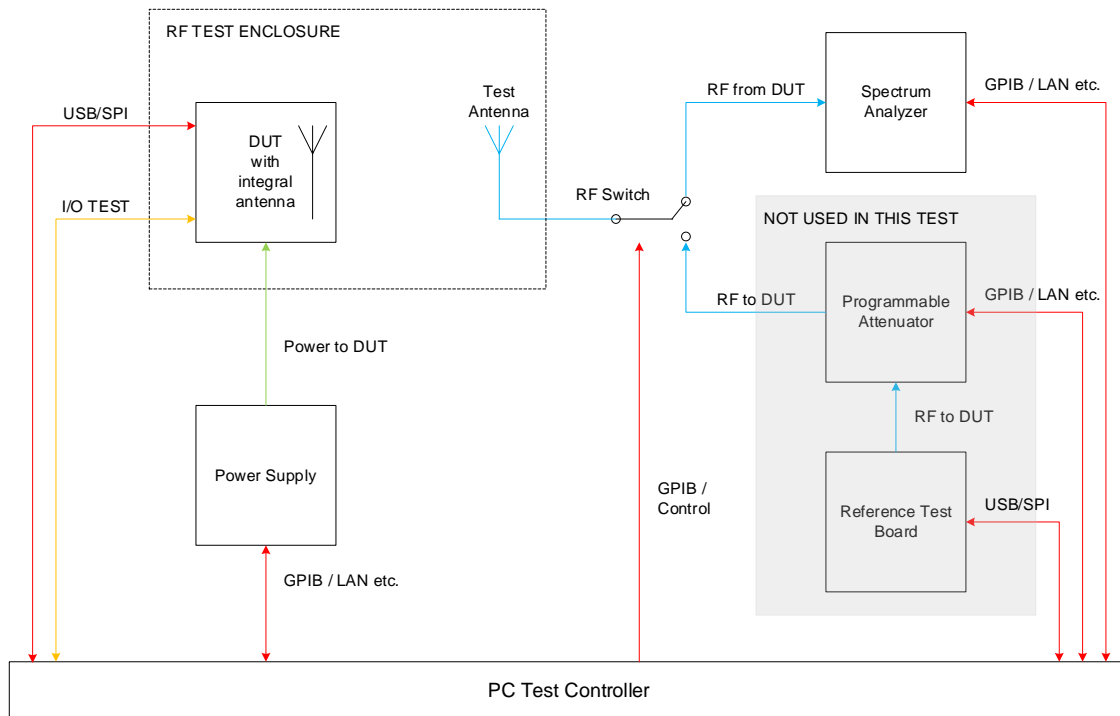 RF TEST ENCLOSURE
USB/SPI
DUT
with
integral
antenna
I/O TEST
Test
Antenna
RF from DUT
Spectrum
Analyzer
GPIB / LAN etc.
RF Switch
NOT USED IN THIS TEST
RF to DUT
Programmable
Attenuator
GPIB / LAN etc.
Power to DUT
RF to DUT
Power Supply
GPIB /
Control
Reference Test
Board
USB/SPI
GPIB / LAN etc.
PC Test Controller